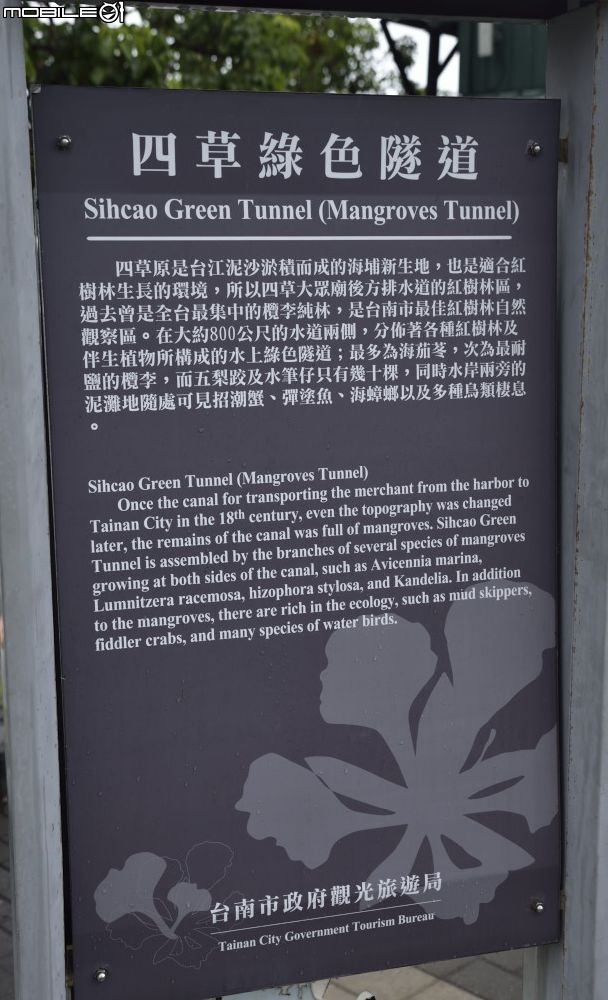 MOBILE01
四草綠色隧道
Sihcao Green Tunnel (Mangroves Tunnel)
四草原是台江泥沙淤積而成的海埔新生地，也是適合紅
樹林生長的環境，所以四草大眾廟後方排水道的紅樹林區，
過去曾是全台最集中的欖李純林，是台南市最佳紅樹林自然
觀察區。在大約800公尺的水道兩側，分佈著各種紅樹林及
伴生植物所構成的水上綠色隧道；最多為海茄苳，次為最耐
鹽的欖李，而五梨跤及水筆仔只有幾十棵，同時水岸兩旁的
泥灘地隨處可見招潮蟹、彈塗魚、海蟑螂以及多種鳥類棲息
。
Sihcao Green Tunnel (Mangroves Tunnel)
Once the canal for transporting the merchant from the harbor to
Tainan City in the 18th century, even the topography was changed
later, the remains of the canal was full of mangroves. Sihcao Green
Tunnel is assembled by the branches of several species of mangroves
growing at both sides of the canal, such as Avicennia marina,
Lumnitzera racemosa, hizophora stylosa, and Kandelia. In addition
to the mangroves, there are rich in the ecology, such as mud skippers,
fiddler crabs, and many species of water birds.
台南市政府觀光旅遊局
Tainan City Government Tourism Bureau